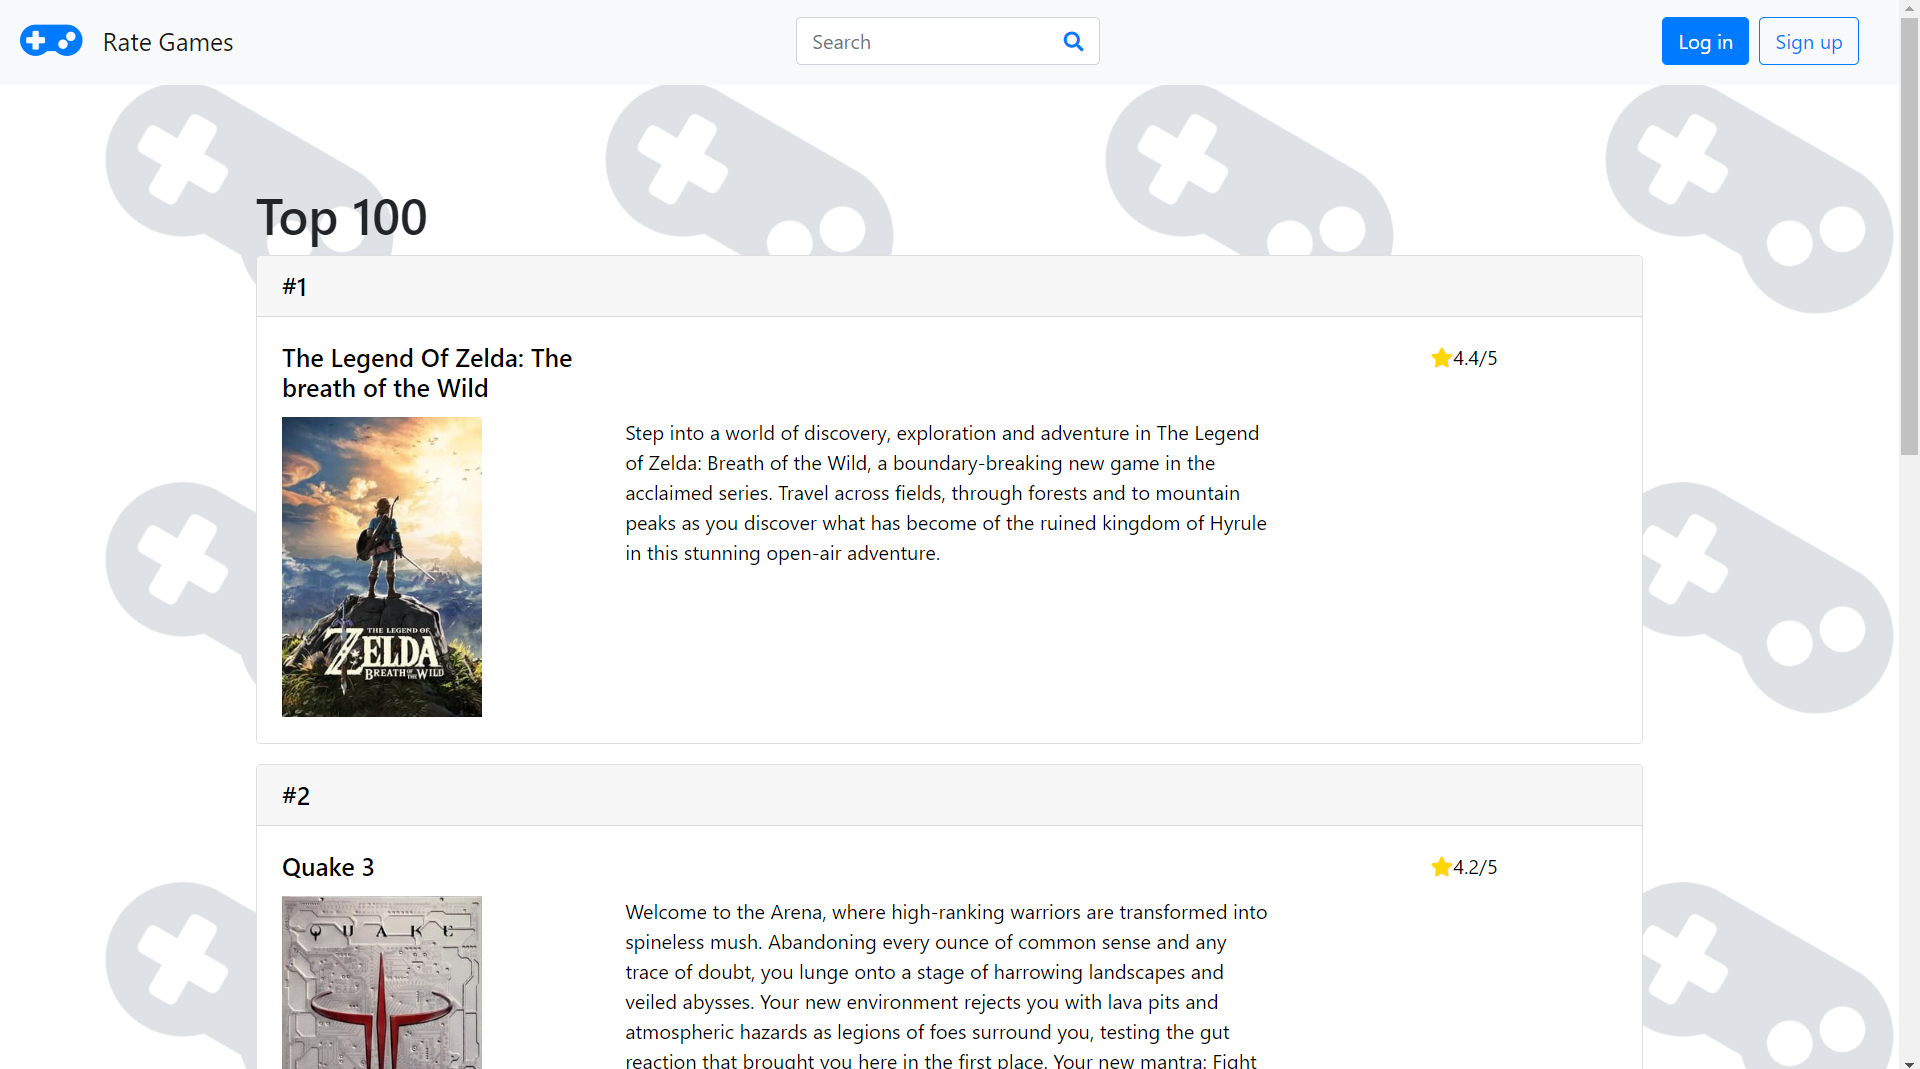 Rate Games
Search
Log in
Sign up
Top 100
#1
The Legend Of Zelda: The
breath of the Wild
4.4/5
Step into a world of discovery, exploration and adventure in The Legend
of Zelda: Breath of the Wild, a boundary-breaking new game in the
acclaimed series. Travel across fields, through forests and to mountain
peaks as you discover what has become of the ruined kingdom of Hyrule
in this stunning open-air adventure.
THE LEGEND OF
ZELDA
BREATH OF THE WILD
#2
Quake 3
4.2/5
QUAKE
Welcome to the Arena, where high-ranking warriors are transformed into
spineless mush. Abandoning every ounce of common sense and any
trace of doubt, you lunge onto a stage of harrowing landscapes and
veiled abysses. Your new environment rejects you with lava pits and
atmospheric hazards as legions of foes surround you, testing the gut
reaction that brought you here in the first place. Your new mantra: Fight